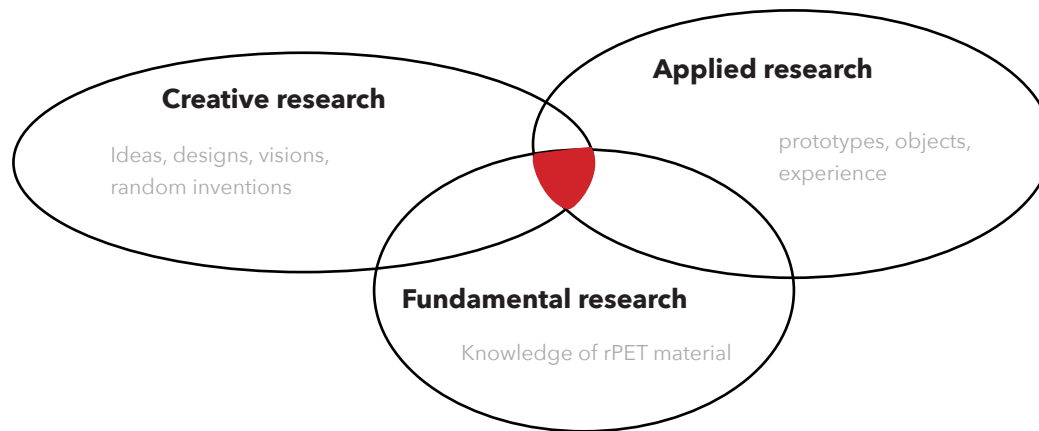 Creative research
Ideas, designs, visions,
random inventions
Applied research
prototypes, objects,
experience
Fundamental research
Knowledge of rPET material